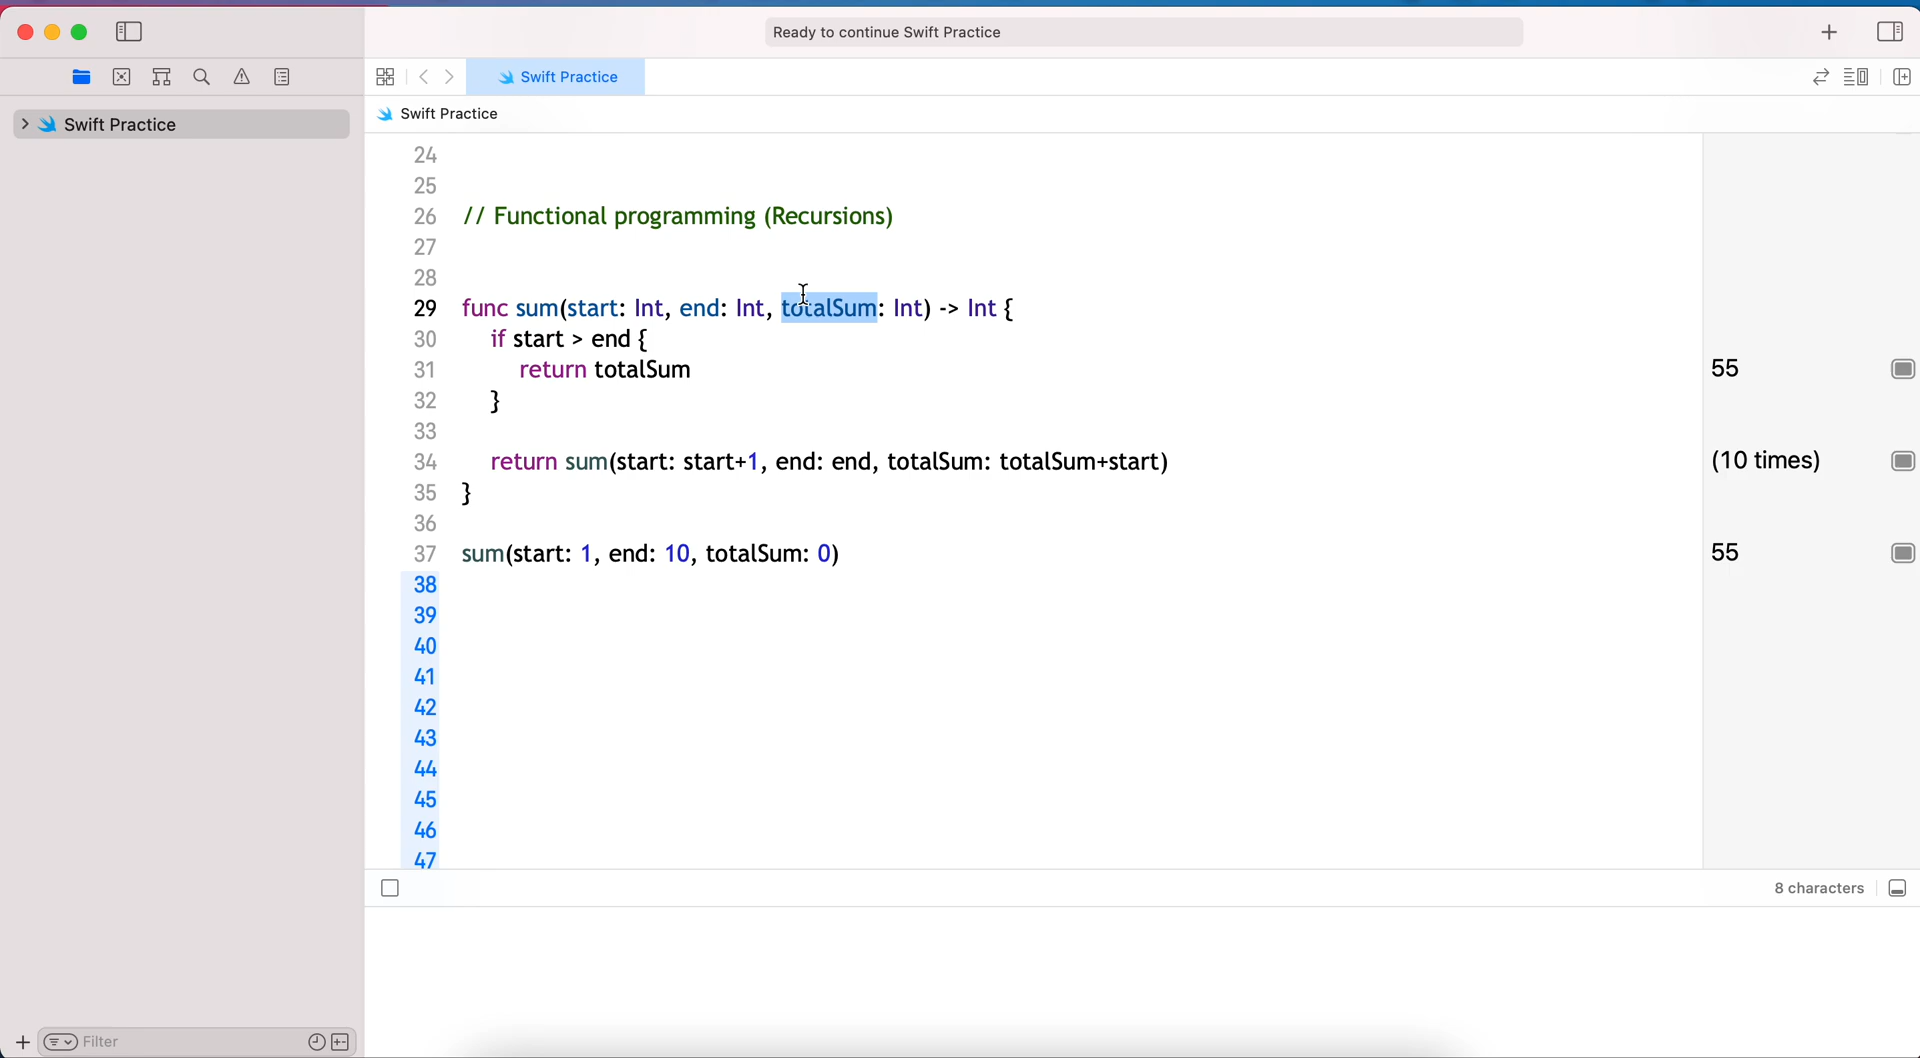 Ready to continue Swift Practice
Swift Practice
Swift Practice
Swift Practice
24
25
26 // Functional programming (Recursions)
27
28
29 func sum(start: Int, end: Int, totalSum: Int) -> Int {
30 if start > end {
31 return totalSum 55
32 }
33
34 return sum(start: start+1, end: end, totalSum: totalSum+start) (10 times)
35 }
36
37 sum(start: 1, end: 10, totalSum: 0) 55
38
39
40
41
42
43
44
45
46
47
8 characters
Filter